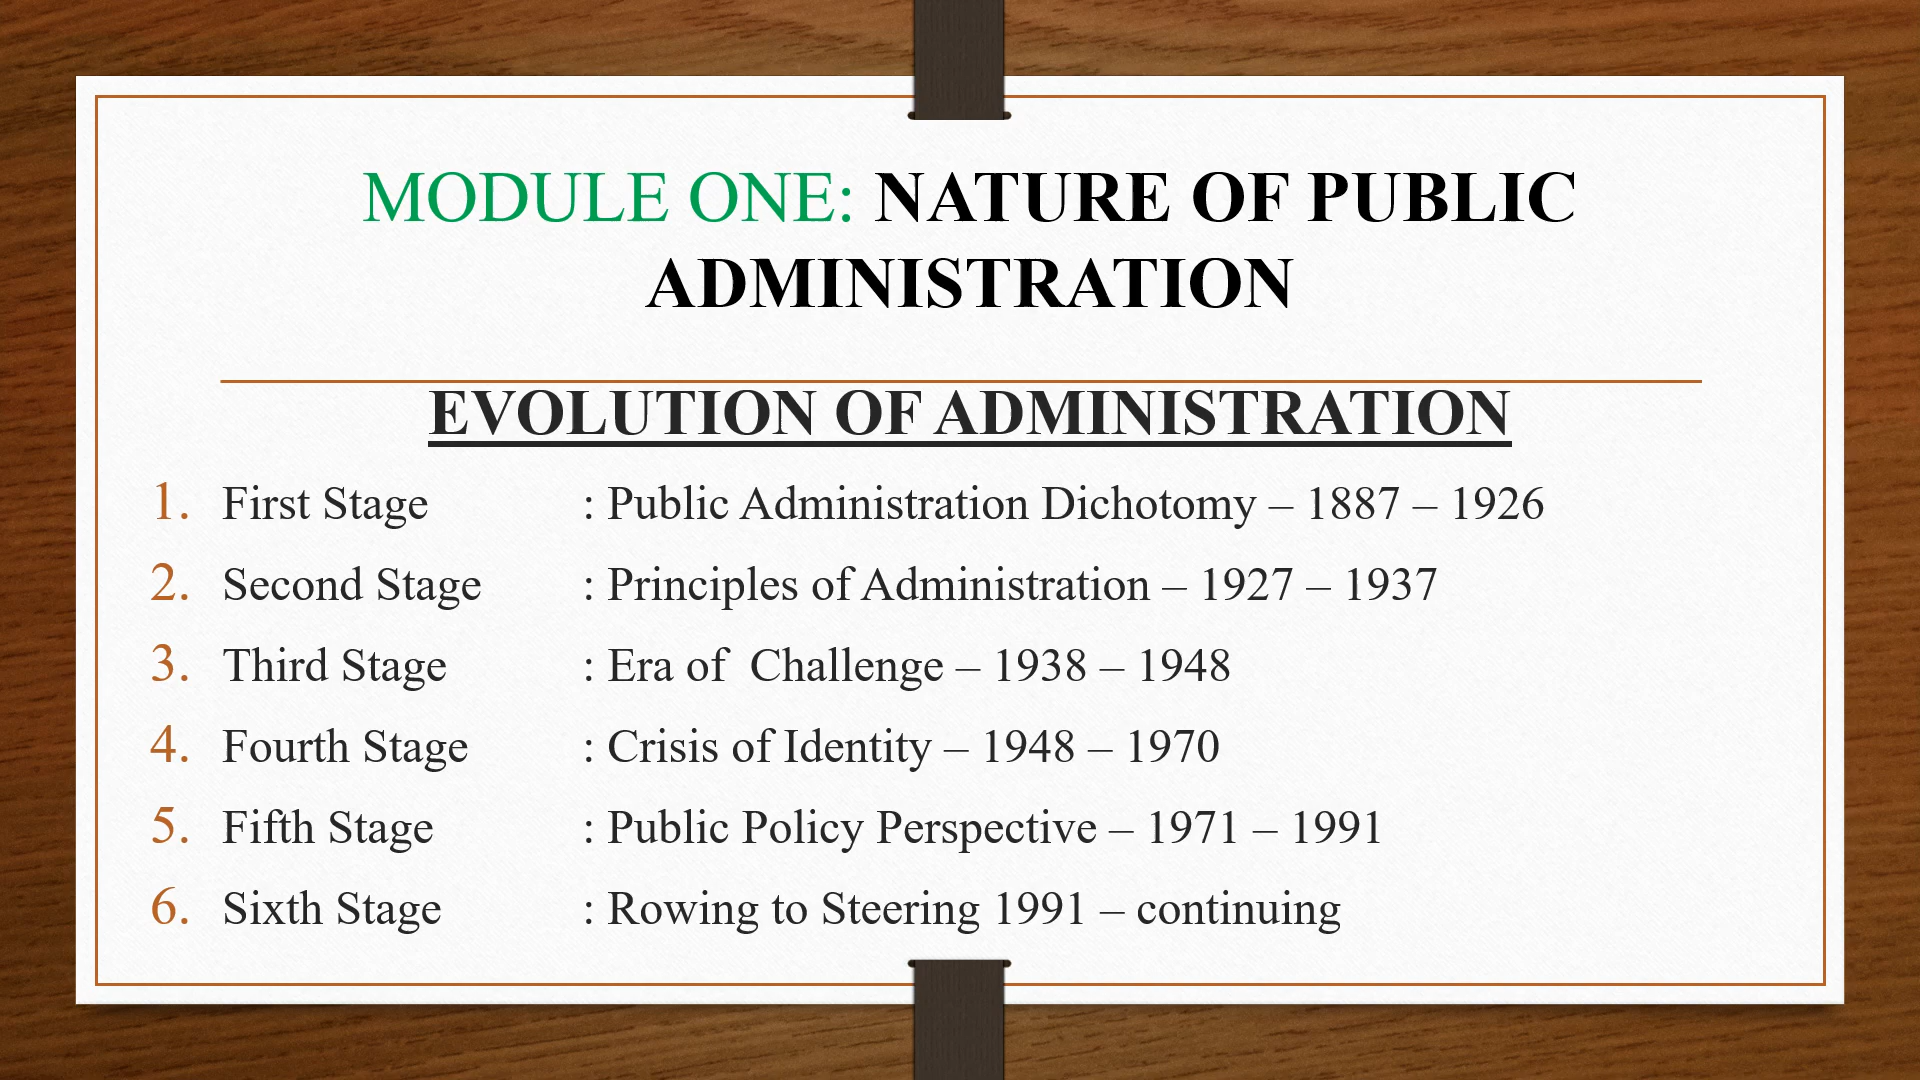 MODULE ONE: NATURE OF PUBLIC
ADMINISTRATION
EVOLUTION OF ADMINISTRATION
1. First Stage : Public Administration Dichotomy – 1887 – 1926
2. Second Stage : Principles of Administration – 1927 – 1937
3. Third Stage : Era of  Challenge – 1938 – 1948
4. Fourth Stage : Crisis of Identity – 1948 – 1970
5. Fifth Stage : Public Policy Perspective – 1971 – 1991
6. Sixth Stage : Rowing to Steering 1991 – continuing